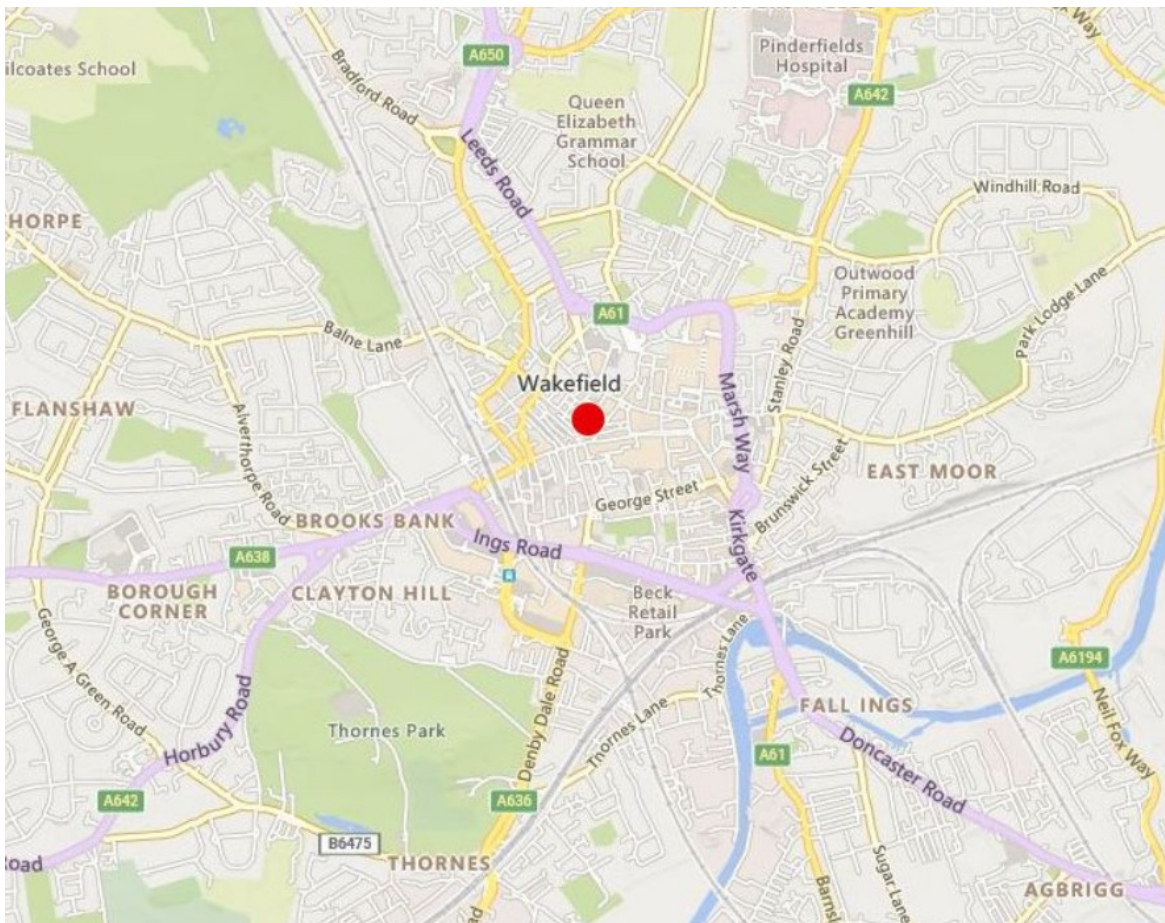 A650
Pinderfields
Hospital
ilcoates School
Bradford Road
A642
Queen
Elizabeth
Grammar
School
Leeds Road
Windhill Road
HORPE
Outwood
Primary
Academy
Greenhill
Park Lodge Lane
A61
Balne Lane
Stanley Road
Wakefield
Marsh Way
FLANSHAW
Alverthorpe Road
EAST MOOR
George Street
Brunswick Street
BROOKS BANK
Kirkgate
Ings Road
A638
BOROUGH
CORNER
CLAYTON HILL
Beck
Retail
Park
Thornes Lane
A6194
George A Green Road
Horbury Road
Thornes Park
Denby Dale Road
Thornes Lane
FALL INGS
Neil Fox Way
A61
Doncaster Road
A642
A636
B6475
THORNES
Road
Barnsl
Sugar Lane
AGBRIGG